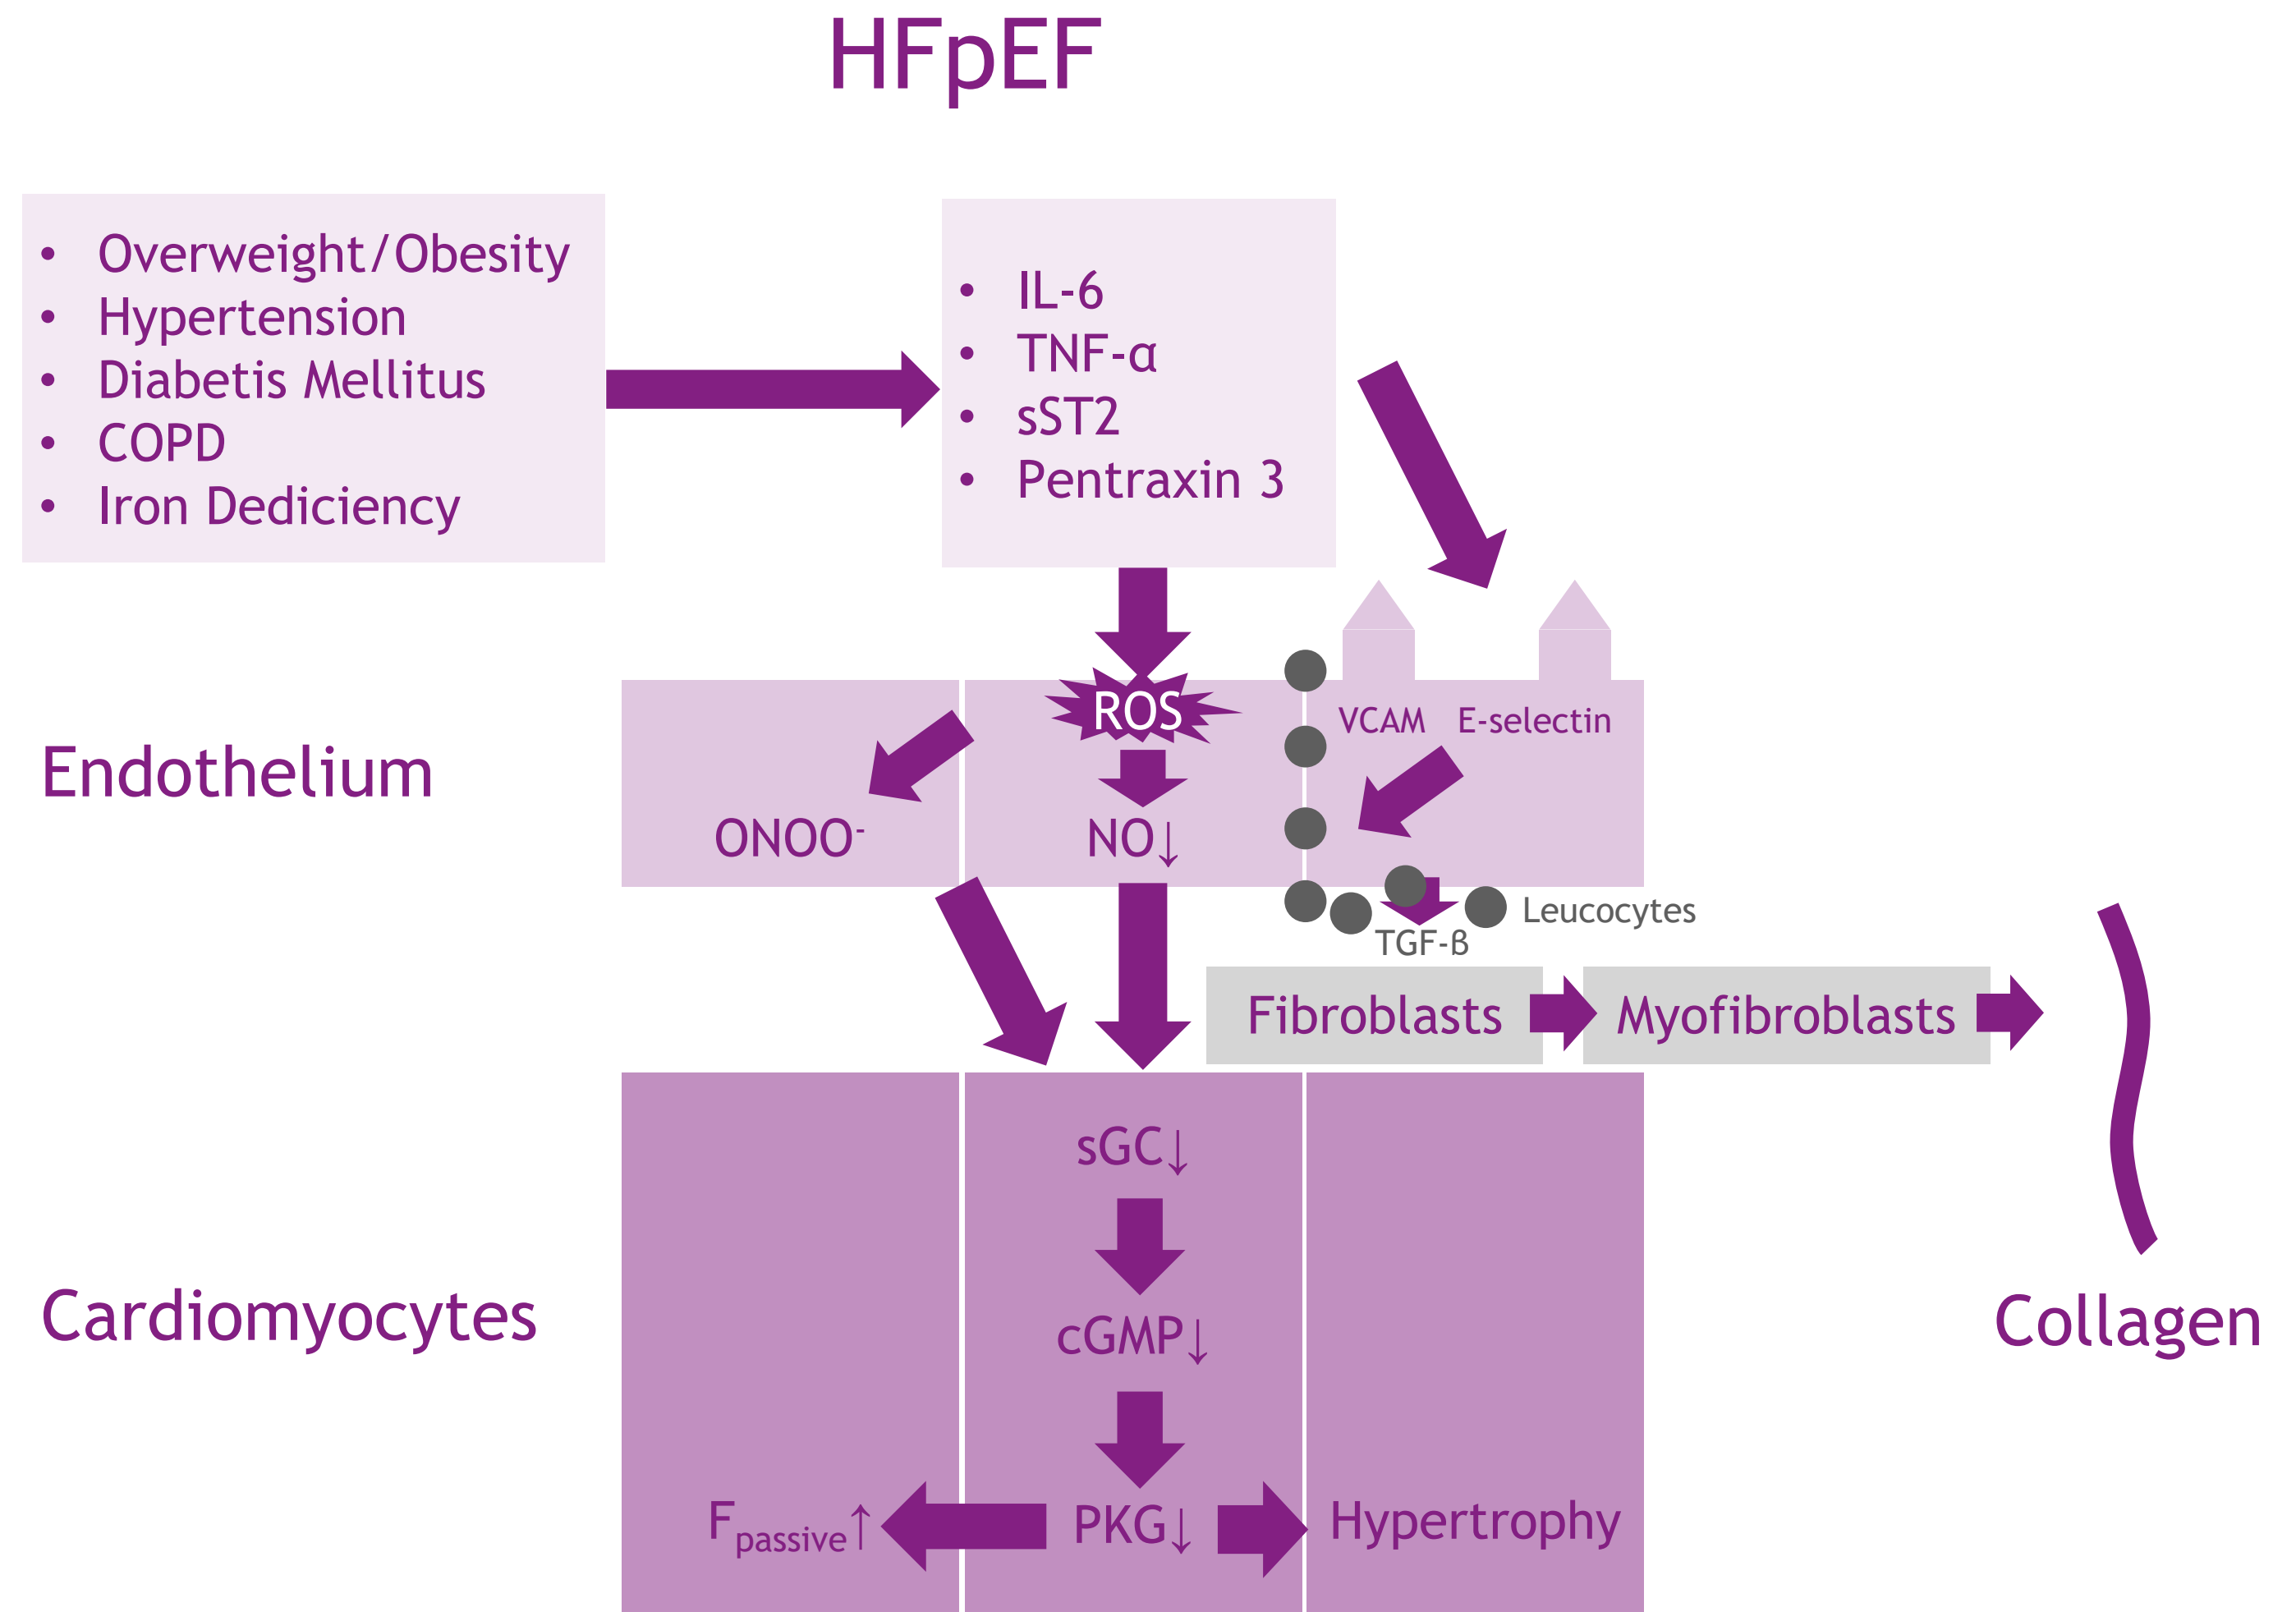 HFpEF
• Overweight/Obesity
• Hypertension
• Diabetis Mellitus
• COPD
• Iron Dediciency
• IL-6
• TNF-α
• sST2
• Pentraxin 3
ROS
VCAM
E-selectin
Endothelium
ONOO⁻
NO↓
Leucocytes
TGF-ß
Fibroblasts
Myofibroblasts
sGC↓
Cardiomyocytes
cGMP↓
Collagen
Fpassive↑
PKG↓
Hypertrophy